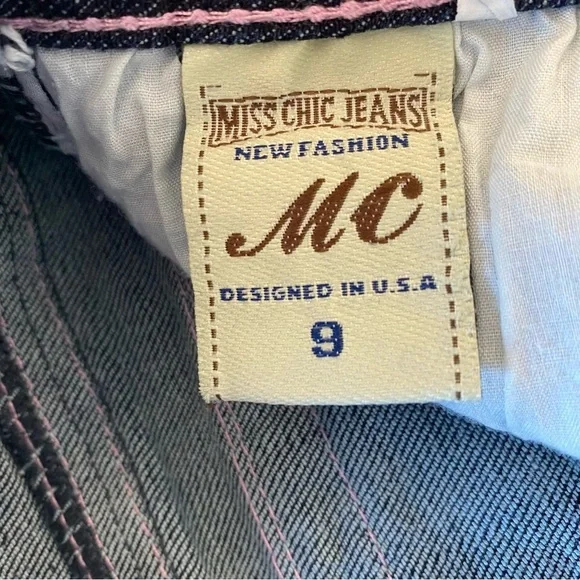 MISS CHIC JEANS
NEW FASHION
MC
DESIGNED IN U.S.A
9